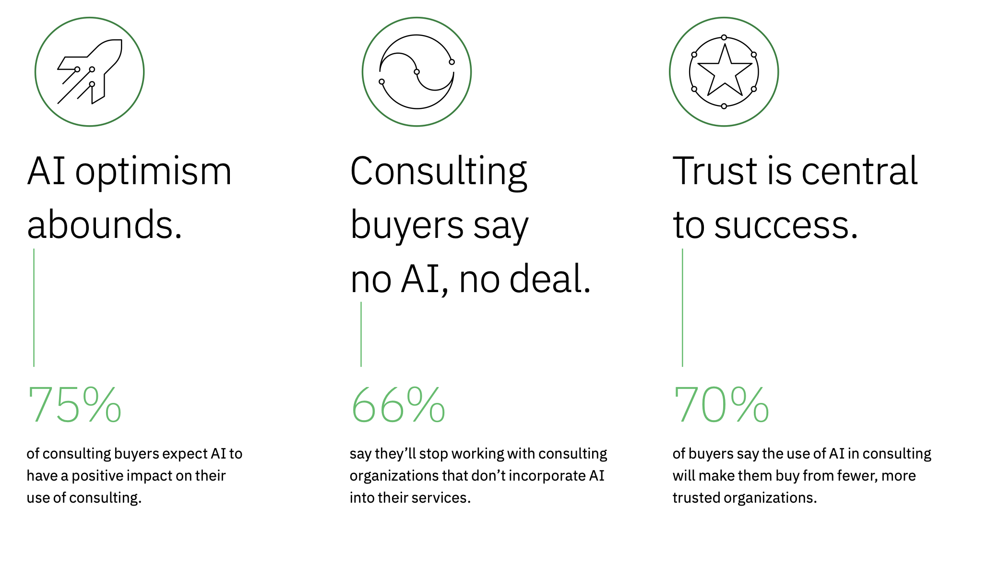 AI optimism
abounds.
75%
of consulting buyers expect AI to
have a positive impact on their
use of consulting.
Consulting
buyers say
no AI, no deal.
66%
say they’ll stop working with consulting
organizations that don’t incorporate AI
into their services.
Trust is central
to success.
70%
of buyers say the use of AI in consulting
will make them buy from fewer, more
trusted organizations.